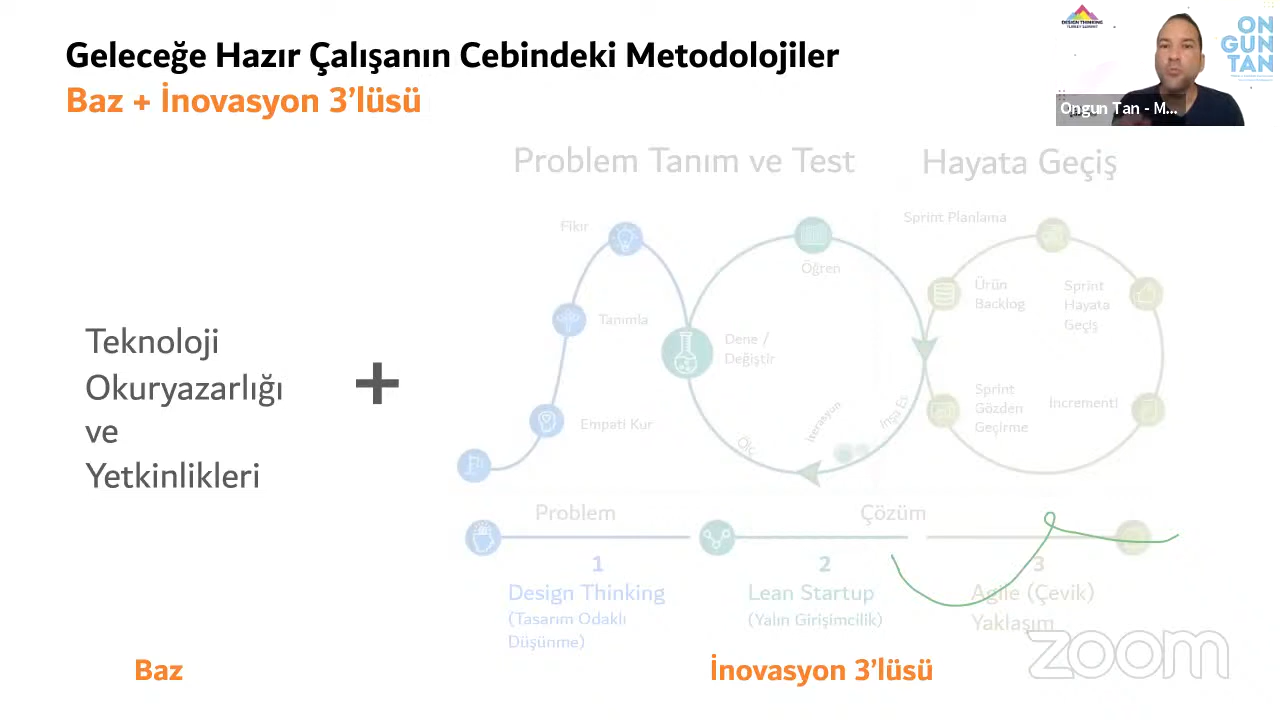 Geleceğe Hazır Çalışanın Cebindeki Metodolojiler
Baz + İnovasyon 3’lüsü
DESIGN THINKING
ON
GUN
TAN
Ongun Tan - M...
Problem Tanım ve Test
Hayata Geçiş
Fikir
Tanımla
Empati Kur
Öğren
Dene /
Değiştir
Ölç
İterasyon
İnşa Et
Sprint Planlama
Ürün
Backlog
Sprint
Hayata
Geçiş
Sprint
Gözden
Geçirme
Incrementi
Teknoloji
Okuryazarlığı
ve
Yetkinlikleri
+
Problem
Çözüm
1
Design Thinking
(Tasarım Odaklı
Düşünme)
2
Lean Startup
(Yalın Girişimcilik)
3
Agile (Çevik)
Yaklaşım
zoom
Baz
İnovasyon 3’lüsü